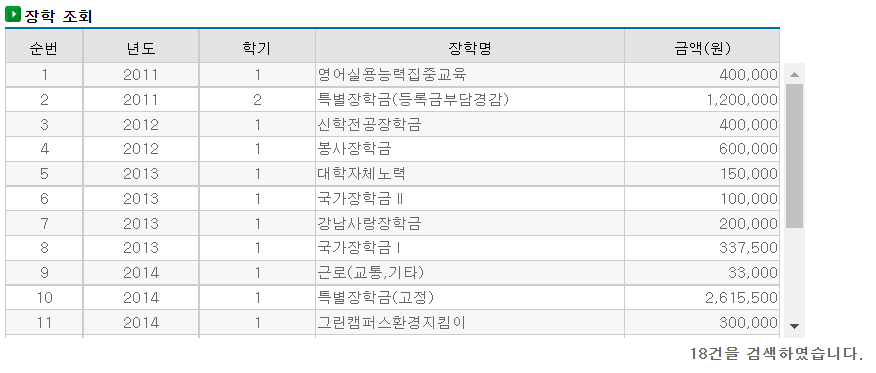 장학 조회
순번 년도 학기 장학명 금액(원)
1 2011 1 영어실용능력집중교육 400,000
2 2011 2 특별장학금(등록금부담경감) 1,200,000
3 2012 1 신학전공장학금 400,000
4 2012 1 봉사장학금 600,000
5 2013 1 대학자체노력 150,000
6 2013 1 국가장학금 II 100,000
7 2013 1 강남사랑장학금 200,000
8 2013 1 국가장학금 I 337,500
9 2014 1 근로(교통,기타) 33,000
10 2014 1 특별장학금(고정) 2,615,500
11 2014 1 그린캠퍼스환경지킴이 300,000
18건을 검색하였습니다.